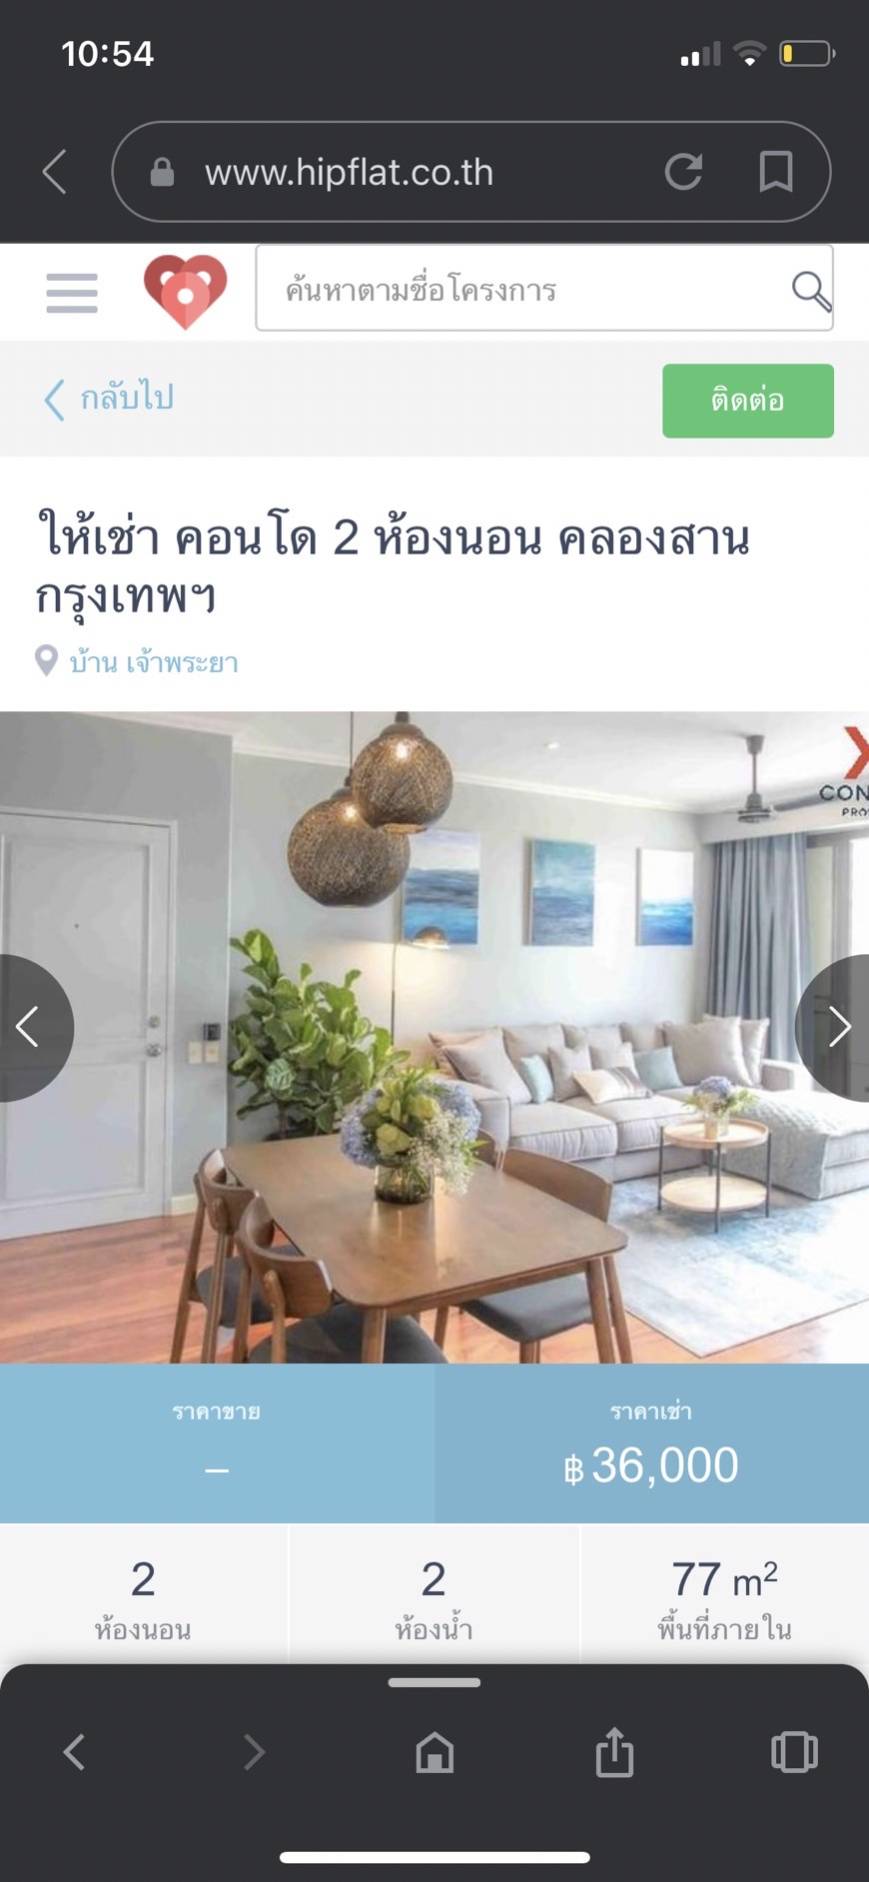 10:54
www.hipflat.co.th
ค้นหาตามชื่อโครงการ
กลับไป
ติดต่อ
ให้เช่า คอนโด 2 ห้องนอน คลองสาน
กรุงเทพฯ
บ้าน เจ้าพระยา
CON
PRO
ราคาขาย
–
ราคาเช่า
฿36,000
2
ห้องนอน
2
ห้องน้ำ
77 m²
พื้นที่ภายใน